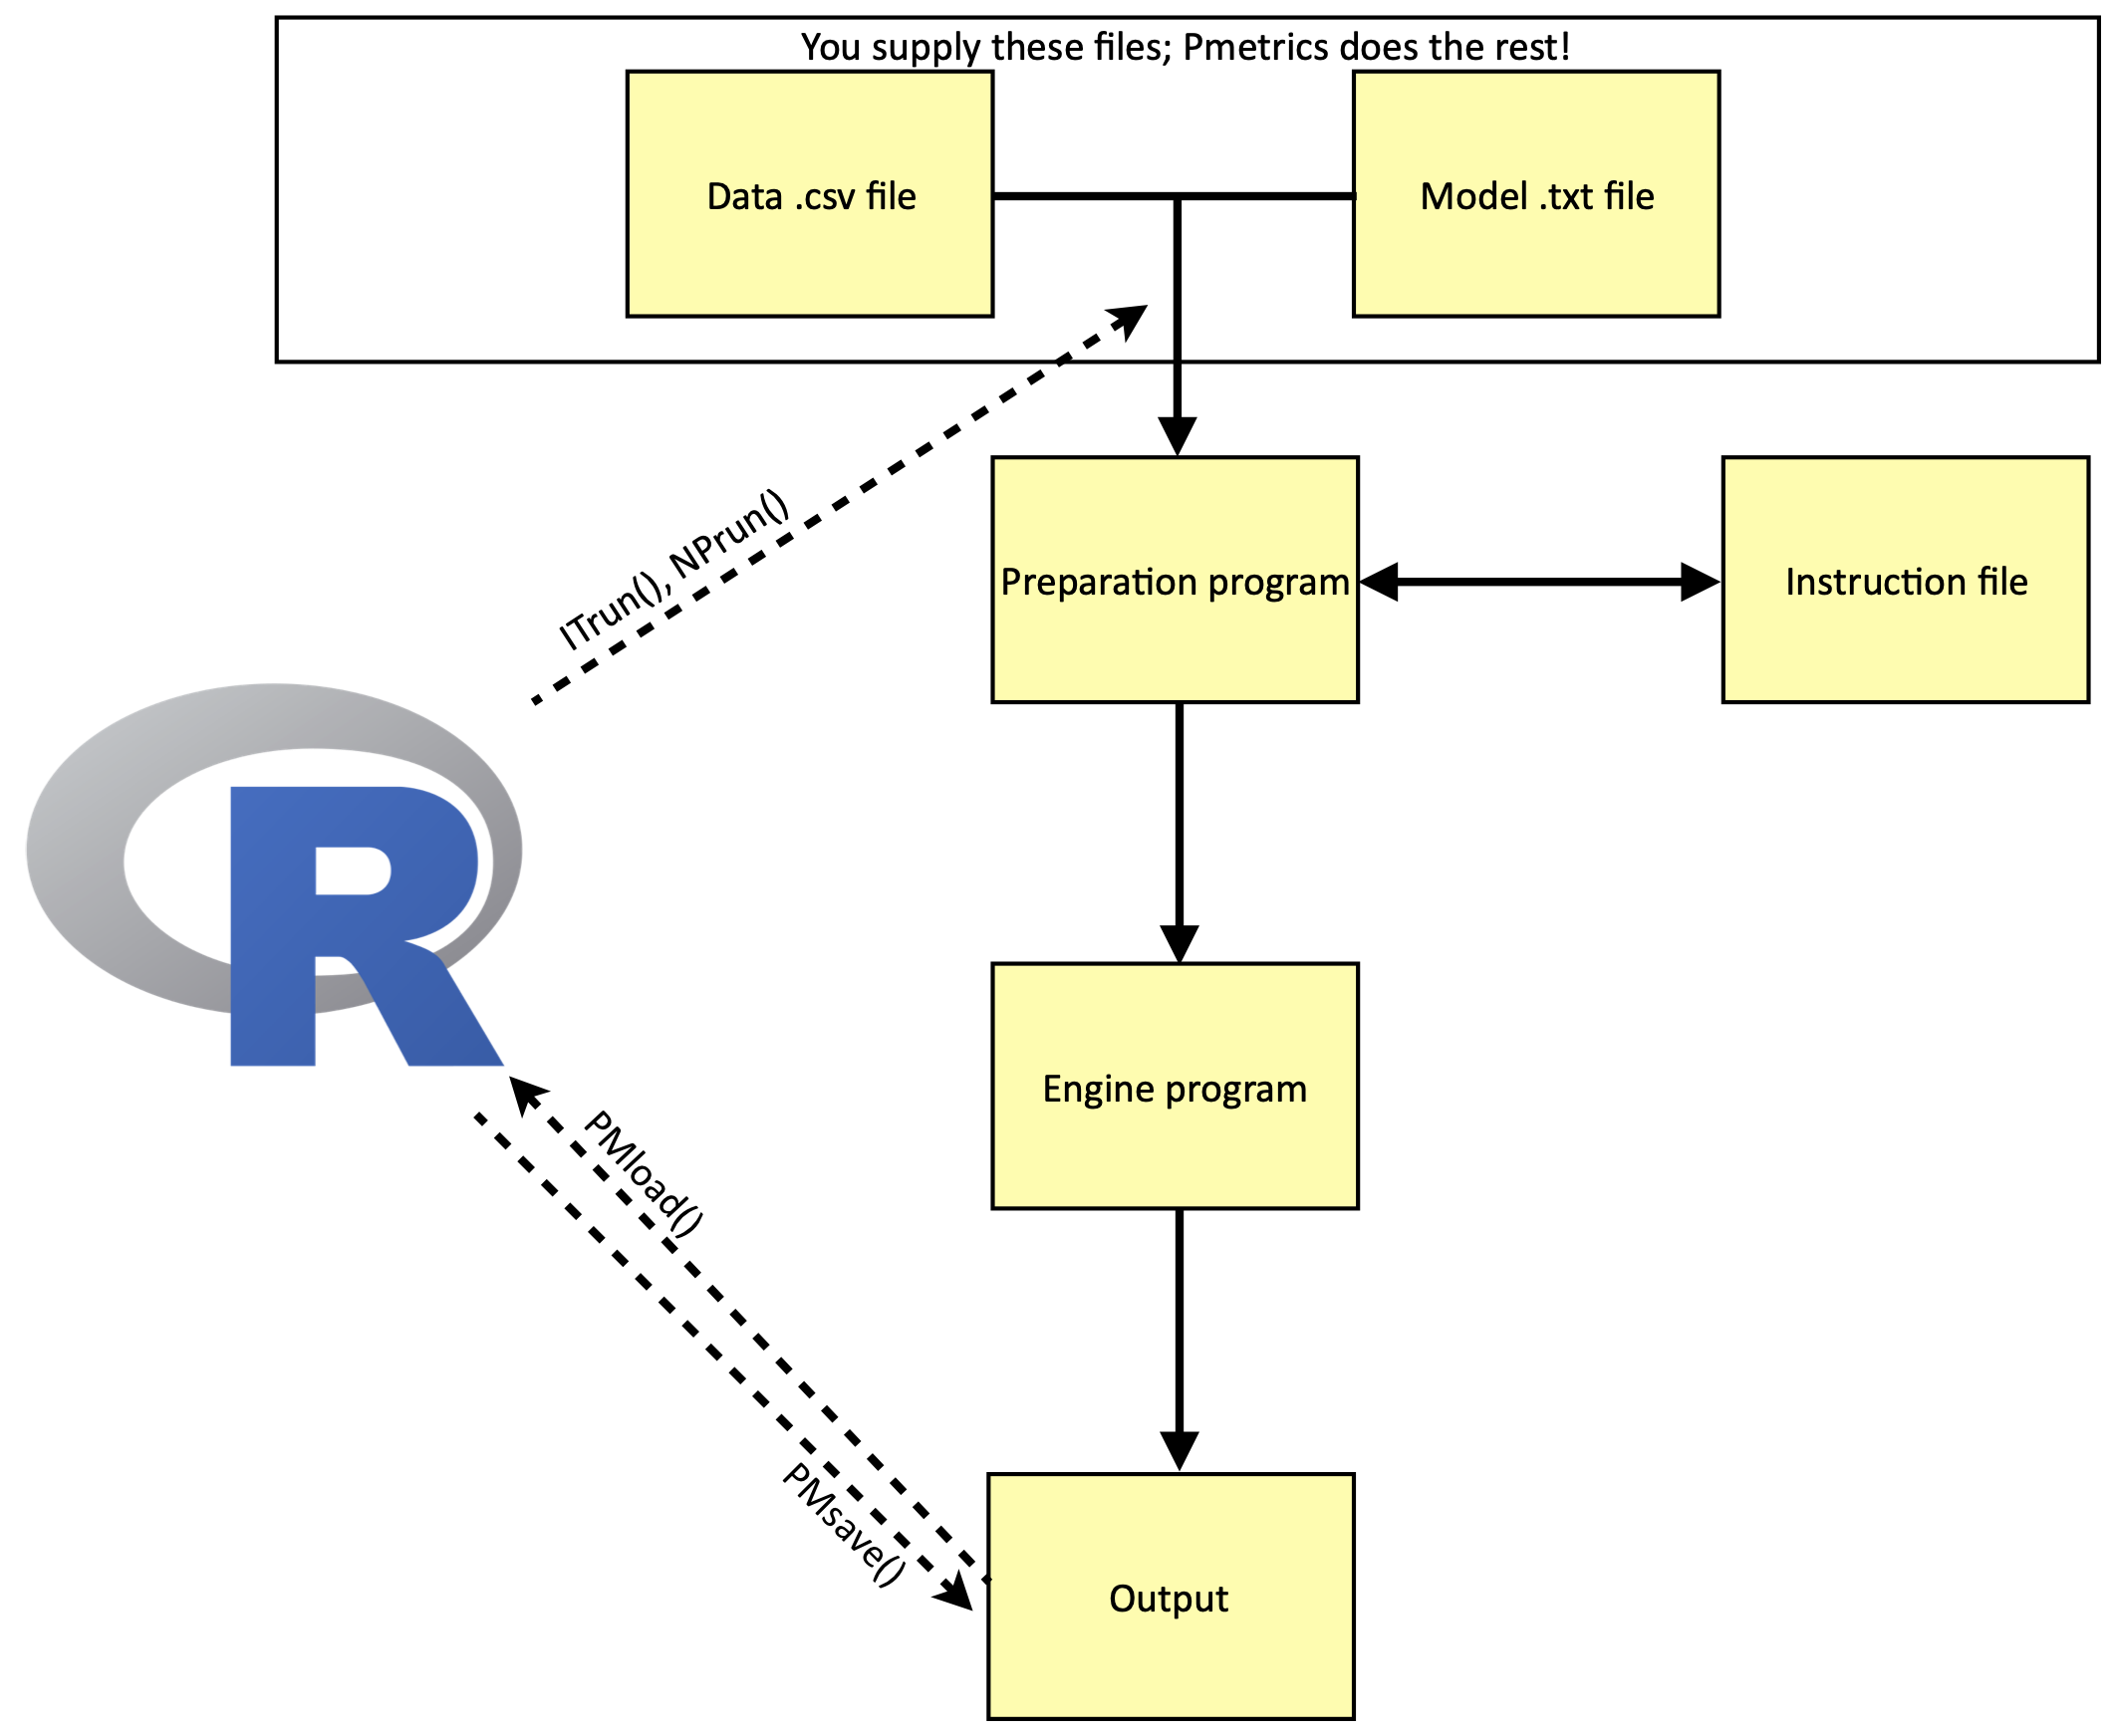 You supply these files; Pmetrics does the rest!
Data .csv file
Model .txt file
ITrun(), NPrun()
Preparation program
Instruction file
R
Engine program
PMload()
PMsave()
Output